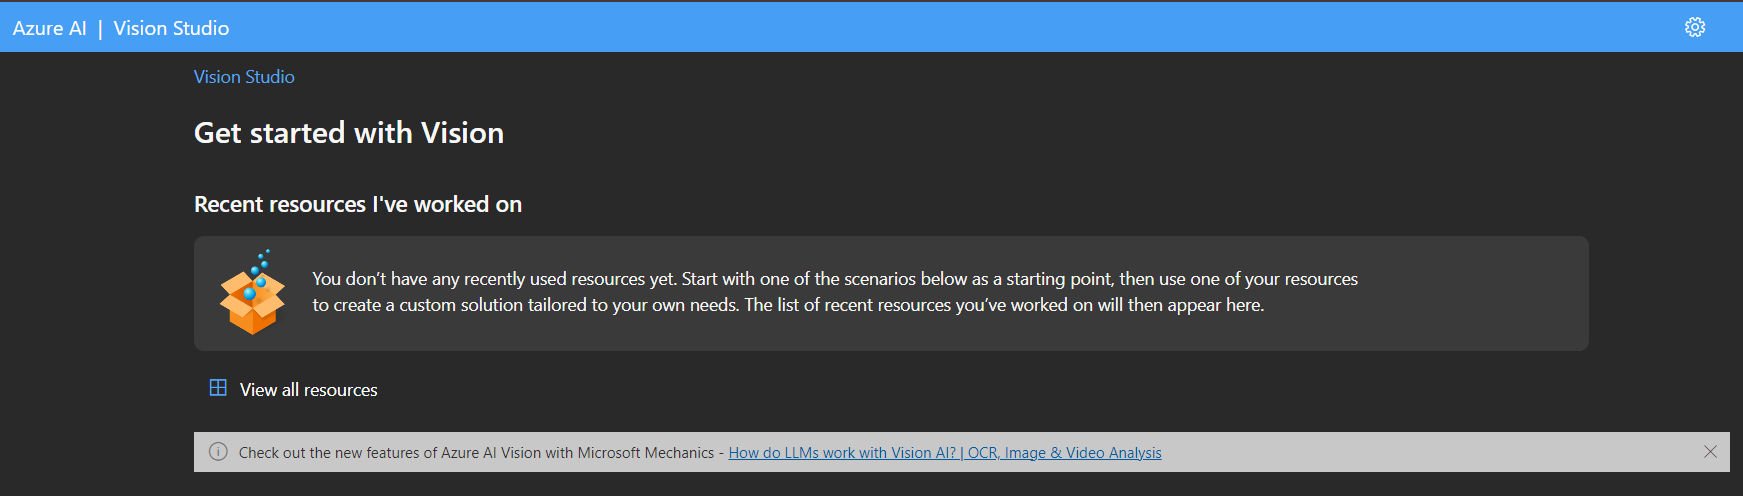 Azure AI | Vision Studio
Vision Studio
Get started with Vision
Recent resources I've worked on
You don’t have any recently used resources yet. Start with one of the scenarios below as a starting point, then use one of your resources
to create a custom solution tailored to your own needs. The list of recent resources you’ve worked on will then appear here.
View all resources
Check out the new features of Azure AI Vision with Microsoft Mechanics - How do LLMs work with Vision AI? | OCR, Image & Video Analysis